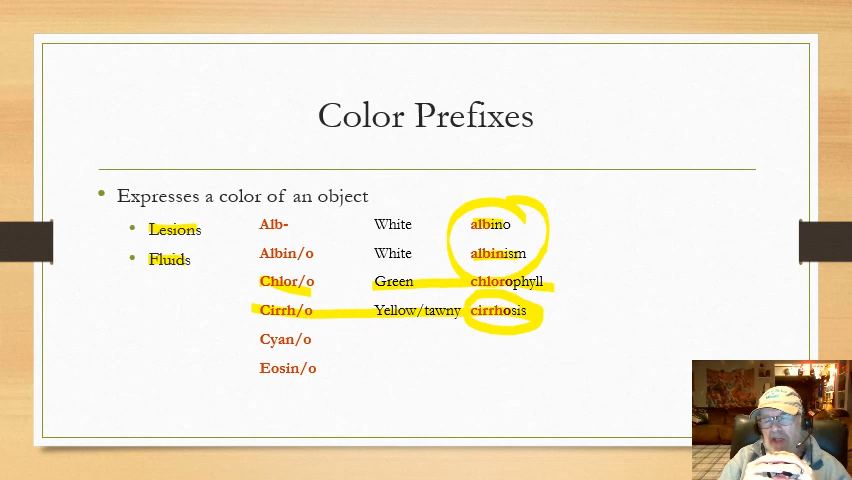 Color Prefixes
Expresses a color of an object
Lesions
Fluids
Alb- White albino
Albin/o White albinism
Chlor/o Green chlorophyll
Cirrh/o Yellow/tawny cirrhosis
Cyan/o
Eosin/o